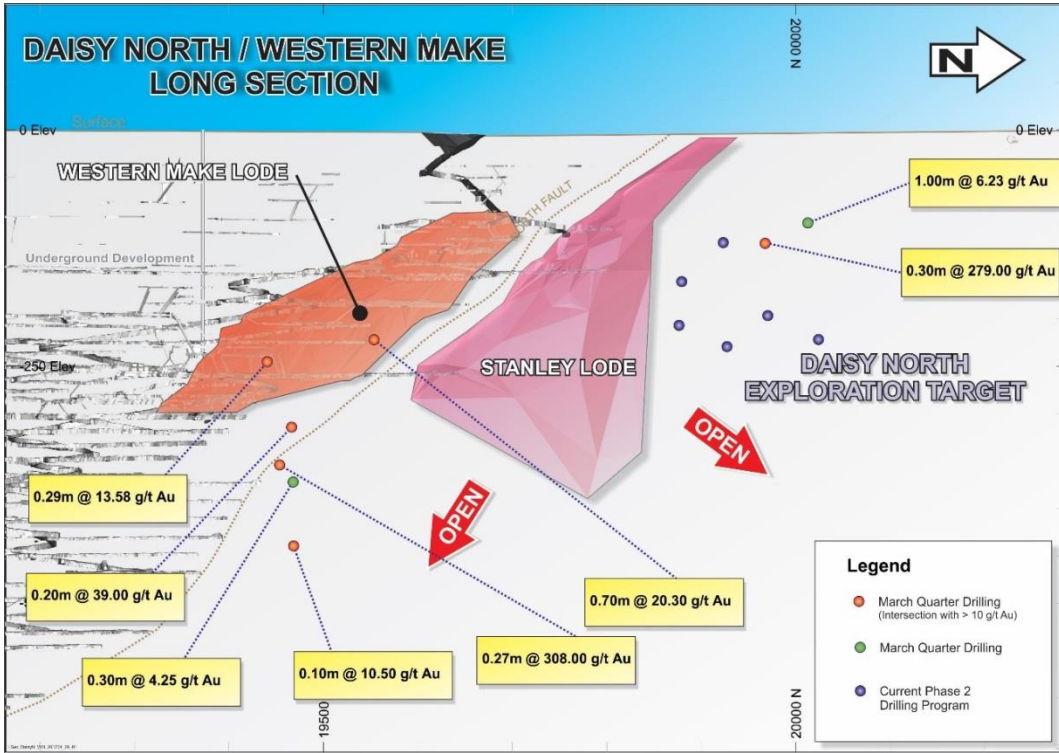 DAISY NORTH / WESTERN MAKE
LONG SECTION
20000 N
N
0 Elev
Surface
0 Elev
WESTERN MAKE LODE
1.00m @ 6.23 g/t Au
Underground Development
0.30m @ 279.00 g/t Au
-250 Elev
STANLEY LODE
DAISY NORTH
EXPLORATION TARGET
OPEN
OPEN
0.29m @ 13.58 g/t Au
0.20m @ 39.00 g/t Au
0.70m @ 20.30 g/t Au
0.30m @ 4.25 g/t Au
0.10m @ 10.50 g/t Au
0.27m @ 308.00 g/t Au
19500
20000 N
Legend
March Quarter Drilling
(Intersection with > 10 g/t Au)
March Quarter Drilling
Current Phase 2
Drilling Program